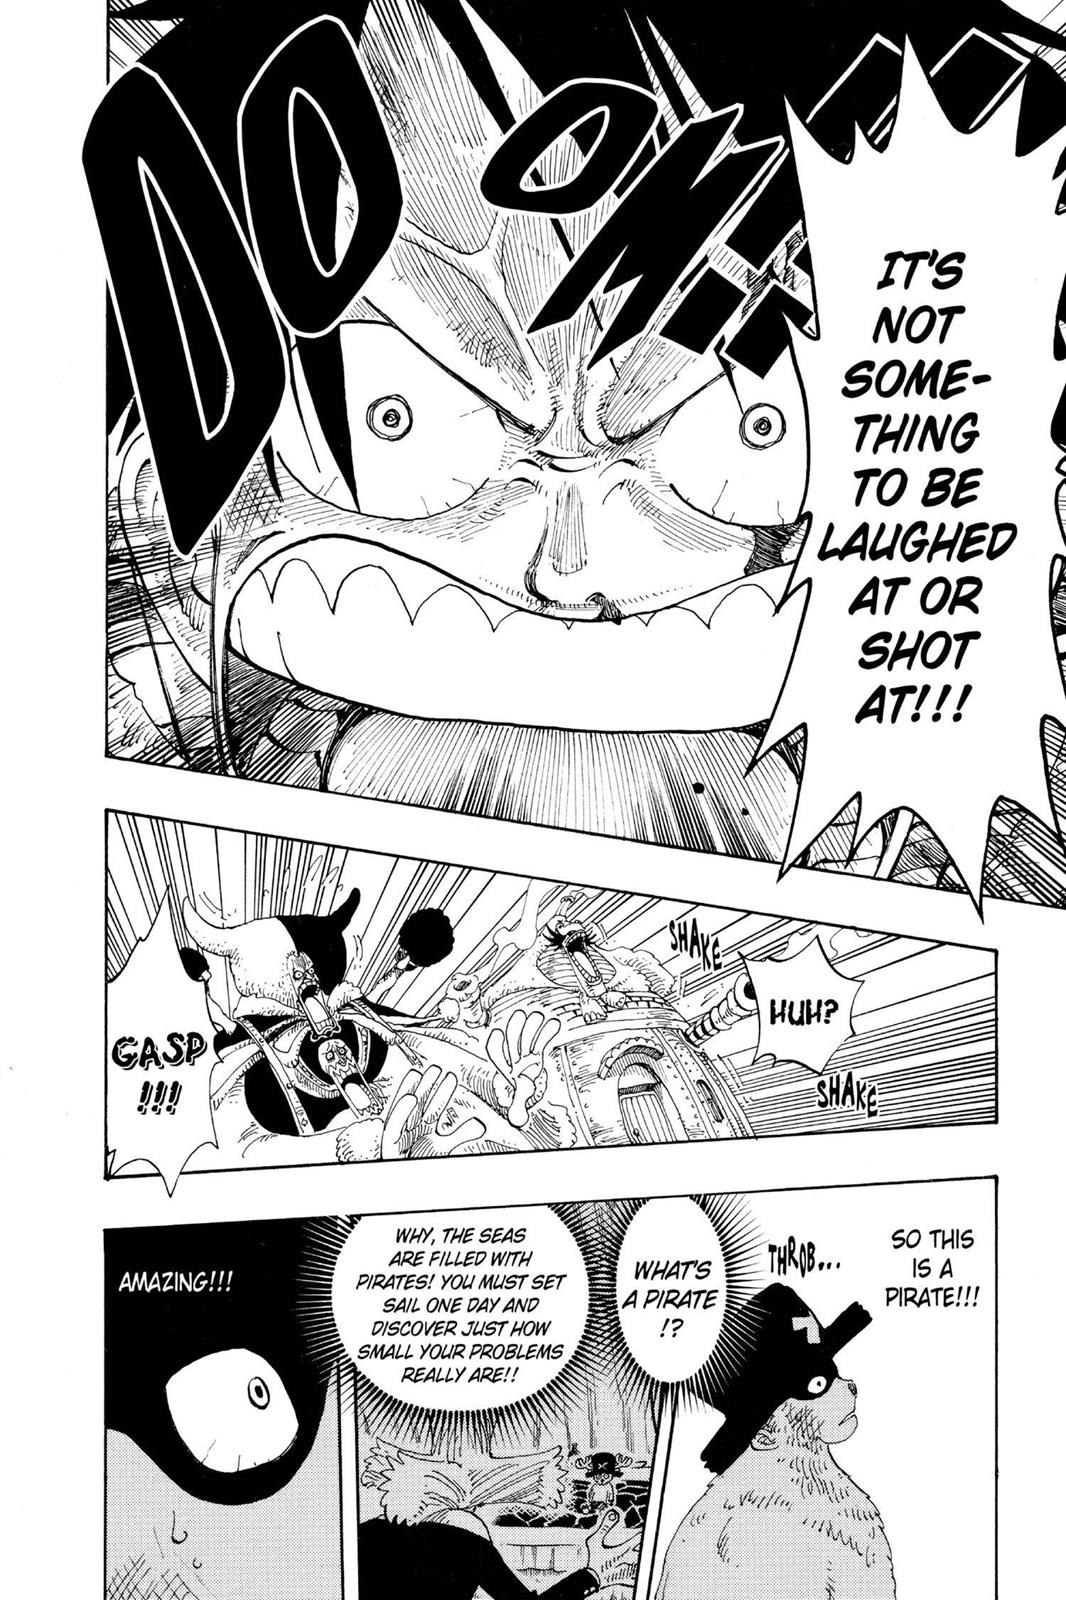 DOOM!!
IT'S
NOT
SOME-
THING
TO BE
LAUGHED
AT OR
SHOT
AT!!!
HUH?
SHAKE
SHAKE
GASP
!!!
SO THIS
IS A
PIRATE!!!
THROB...
WHAT'S
A PIRATE
!?
WHY, THE SEAS
ARE FILLED WITH
PIRATES! YOU MUST SET
SAIL ONE DAY AND
DISCOVER JUST HOW
SMALL YOUR PROBLEMS
REALLY ARE!!
AMAZING!!!